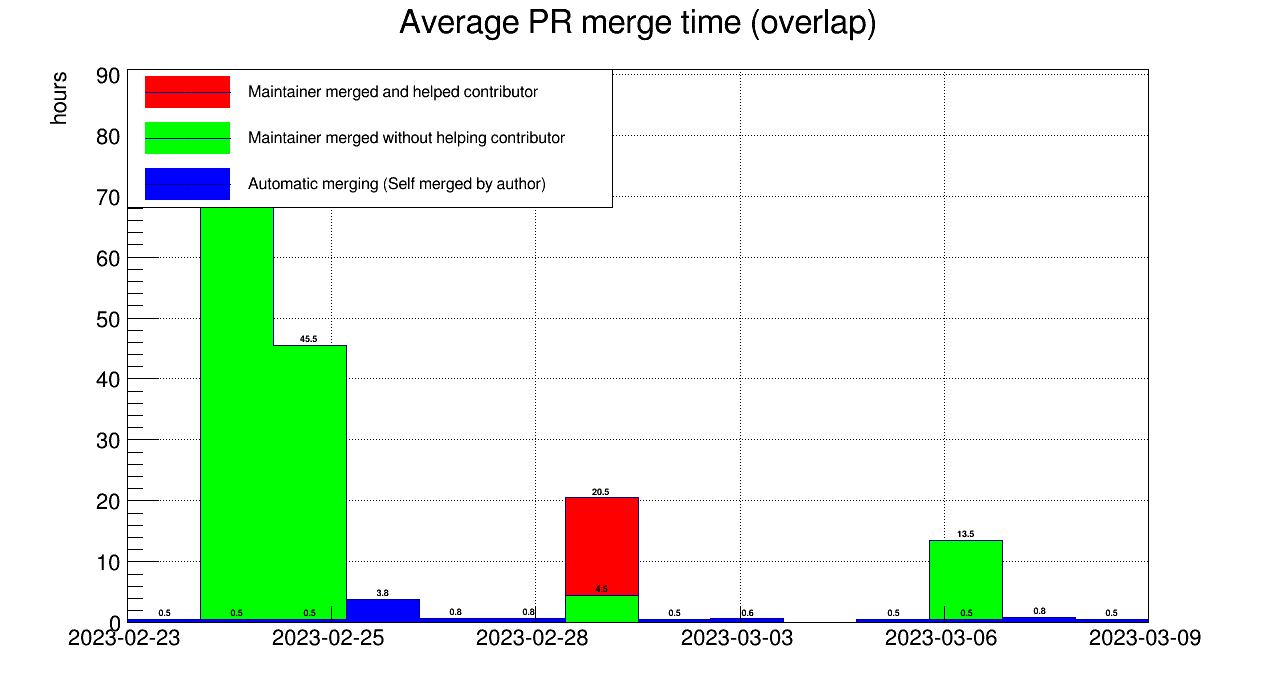 Average PR merge time (overlap)
hours
90
80
70
60
50
40
30
20
10
0
Maintainer merged and helped contributor
Maintainer merged without helping contributor
Automatic merging (Self merged by author)
45.5
20.5
13.5
4.5
3.8
0.5 0.5 0.5 0.8 0.8 0.5 0.6 0.5 0.5 0.8 0.5
2023-02-23 2023-02-25 2023-02-28 2023-03-03 2023-03-06 2023-03-09